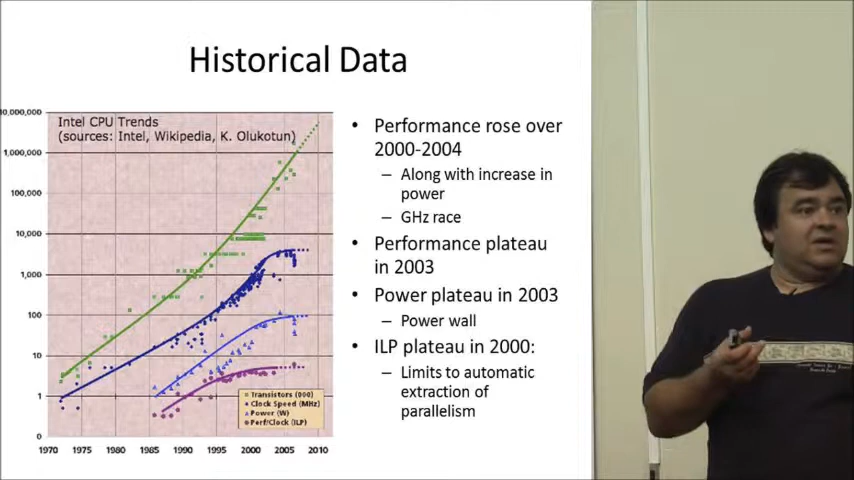 Historical Data
10,000,000
Intel CPU Trends
(sources: Intel, Wikipedia, K. Olukotun)
1,000,000
100,000
10,000
1,000
100
10
1
0
Transistors (000)
Clock Speed (MHz)
Power (W)
Perf/Clock (ILP)
1970 1975 1980 1985 1990 1995 2000 2005 2010
• Performance rose over
2000-2004
– Along with increase in
power
– GHz race
• Performance plateau
in 2003
• Power plateau in 2003
– Power wall
• ILP plateau in 2000:
– Limits to automatic
extraction of
parallelism